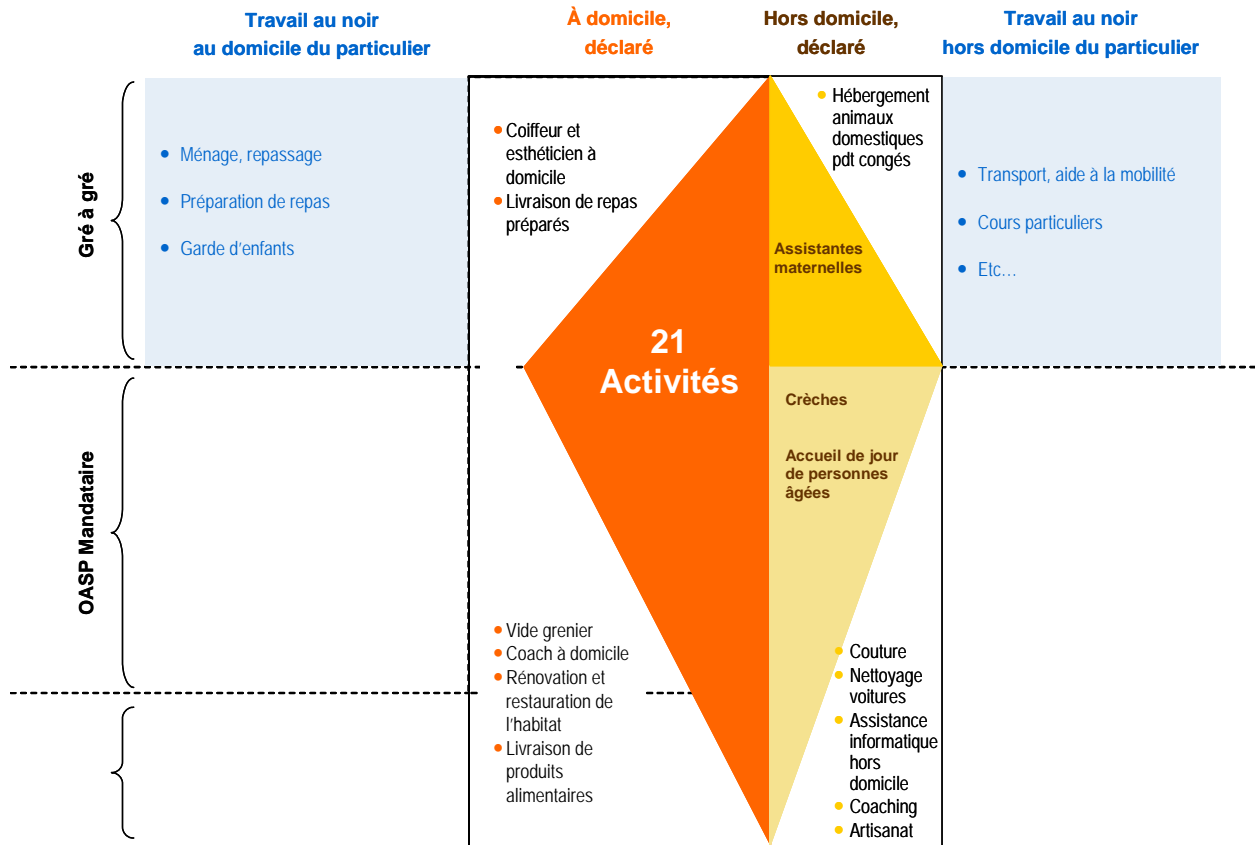 Travail au noir
au domicile du particulier
À domicile,
déclaré
Hors domicile,
déclaré
Travail au noir
hors domicile du particulier
Gré à gré
• Ménage, repassage
• Préparation de repas
• Garde d'enfants
• Coiffeur et
esthéticien à
domicile
• Livraison de repas
préparés
• Hébergement
animaux
domestiques
pdt congés
Assistantes
maternelles
• Transport, aide à la mobilité
• Cours particuliers
• Etc…
21
Activités
OASP Mandataire
Crèches
Accueil de jour
de personnes
âgées
• Vide grenier
• Coach à domicile
• Rénovation et
restauration de
l'habitat
• Livraison de
produits
alimentaires
• Couture
• Nettoyage
voitures
• Assistance
informatique
hors
domicile
• Coaching
• Artisanat